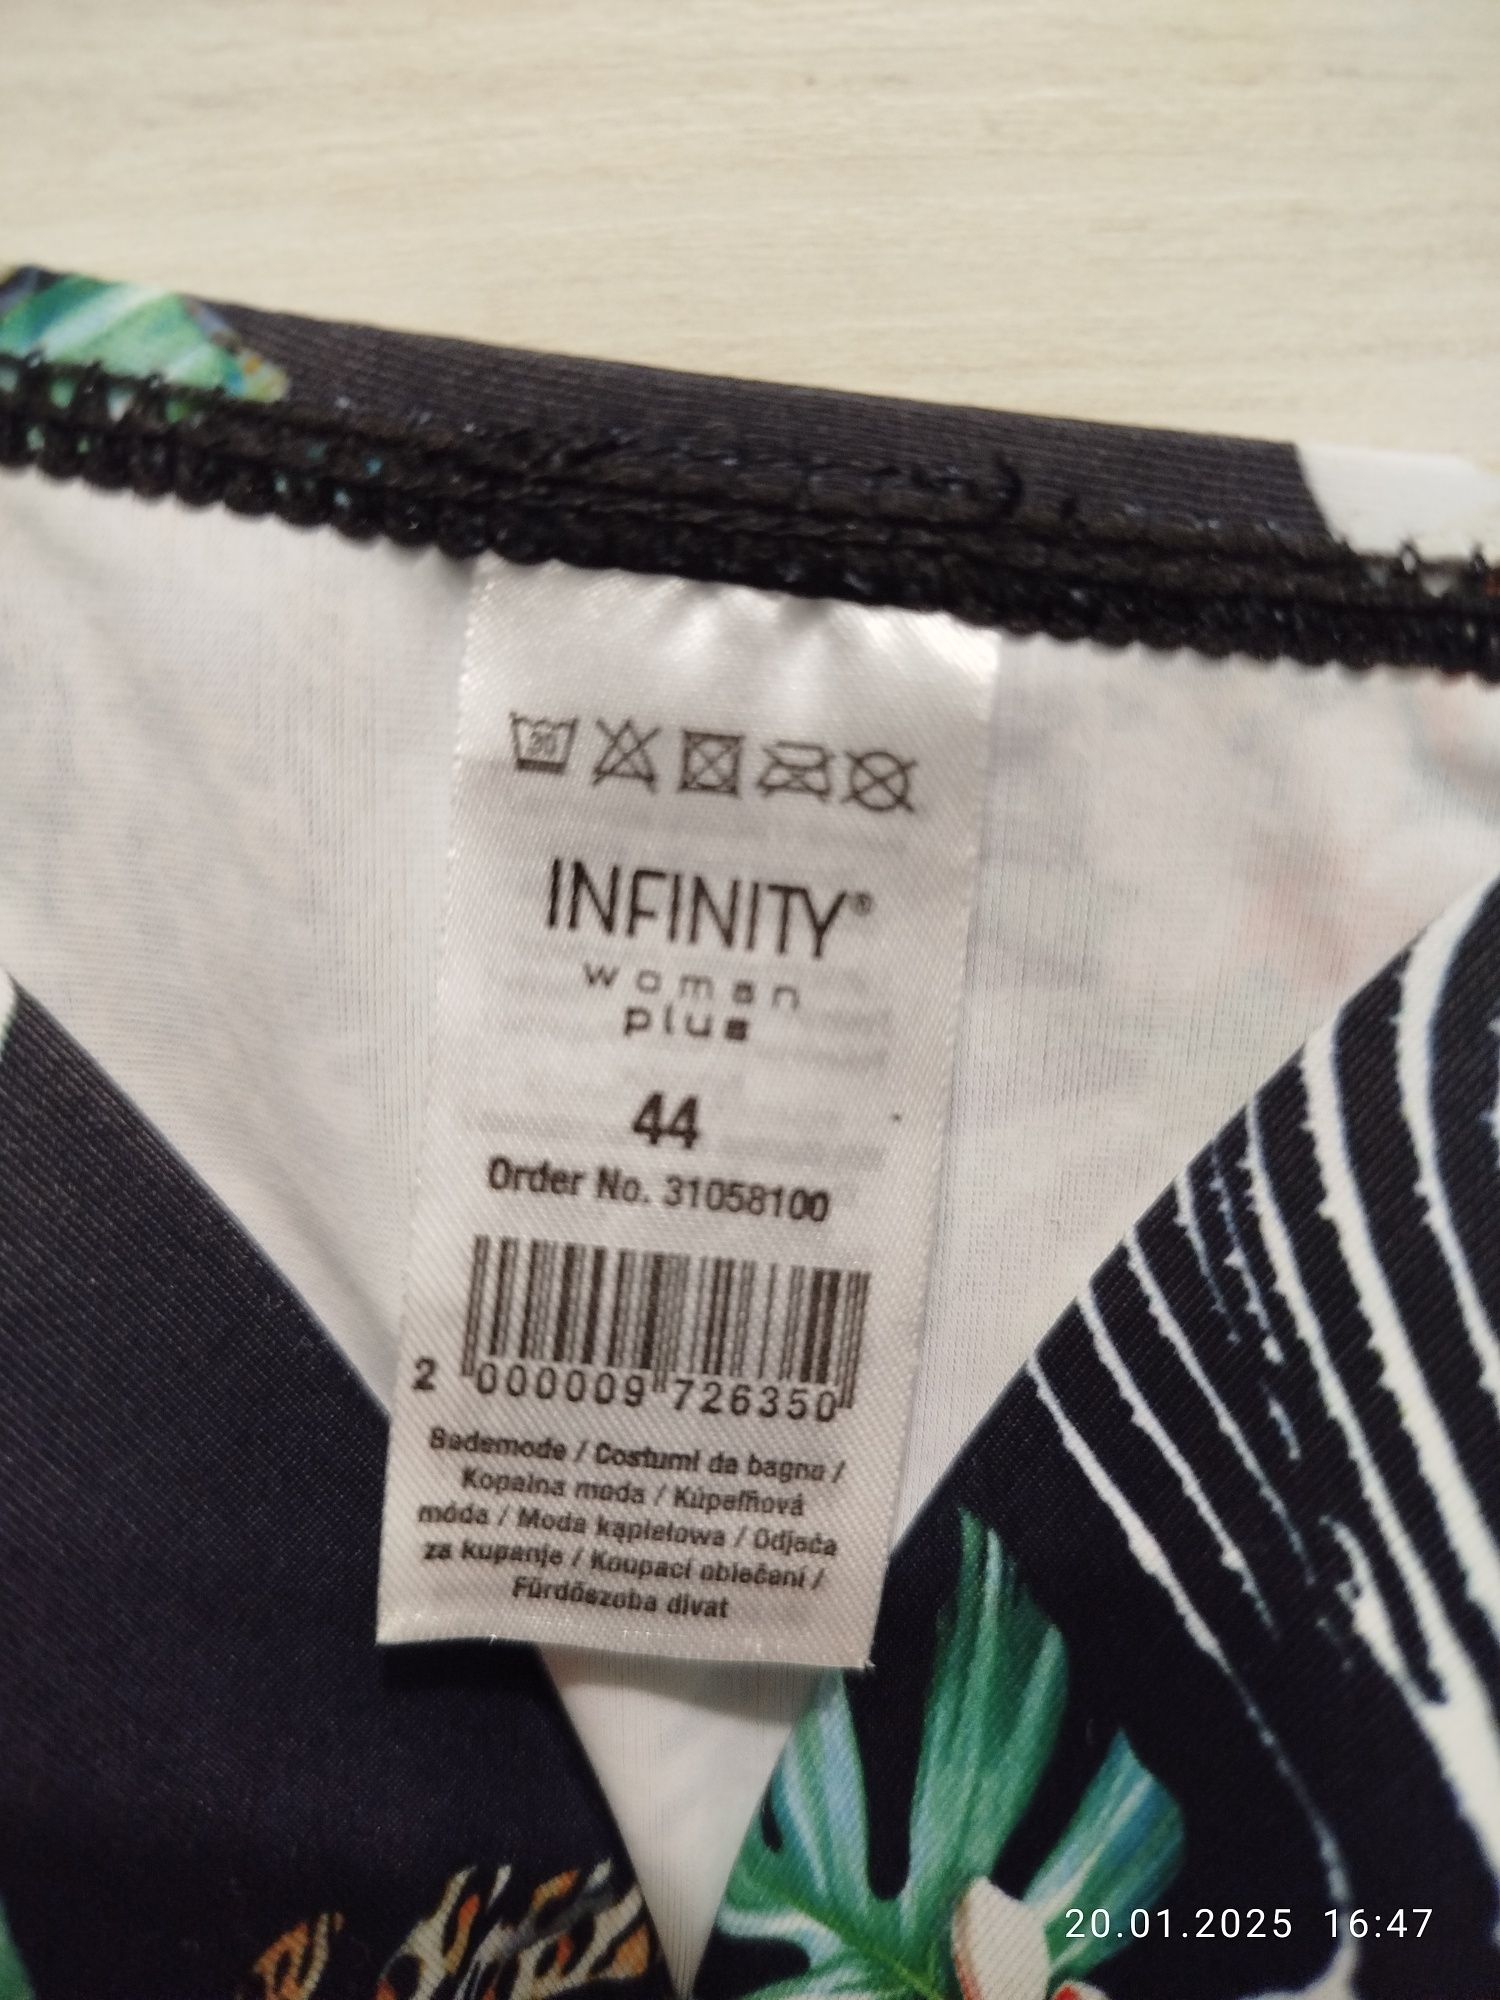 30
INFINITY®
woman
plus
44
Order No. 31058100
2 000009 726350
Bademode / Costumi da bagno /
Kopalna moda / Kúpeľňová
móda / Moda kąpielowa / Odjeća
za kupanje / Koupací oblečení /
Fürdőszoba divat
20.01.2025 16:47